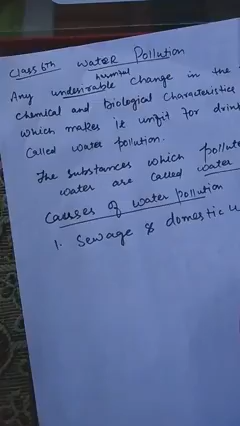 Class 6th Water Pollution
humful
Any undesirable change in the
chemical and Biological characteristics
which makes it unfit for drin
called water pollution.
The substances which pollute
water are called water
Causes of water pollution
1. Sewage & domestic w